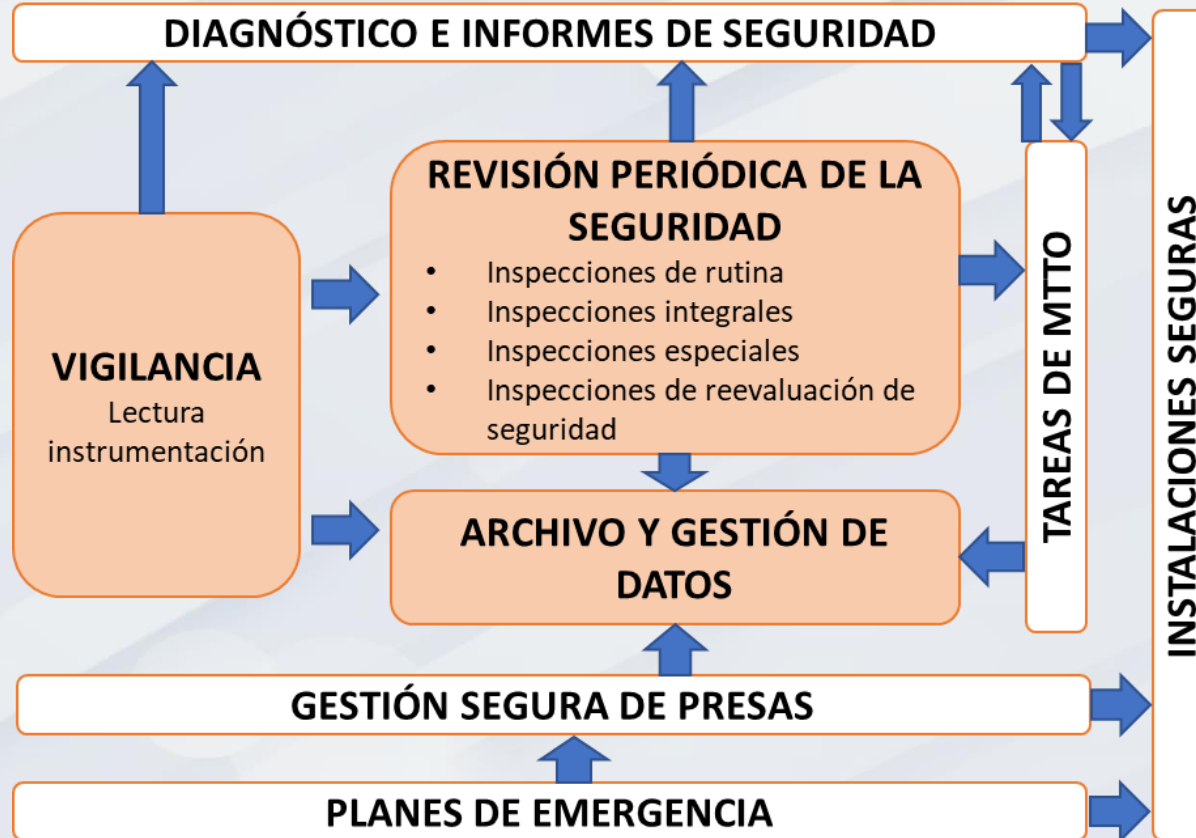 DIAGNÓSTICO E INFORMES DE SEGURIDAD
REVISIÓN PERIÓDICA DE LA
SEGURIDAD
• Inspecciones de rutina
• Inspecciones integrales
• Inspecciones especiales
• Inspecciones de reevaluación de
seguridad
VIGILANCIA
Lectura
instrumentación
ARCHIVO Y GESTIÓN DE
DATOS
TAREAS DE MTTO
INSTALACIONES SEGURAS
GESTIÓN SEGURA DE PRESAS
PLANES DE EMERGENCIA